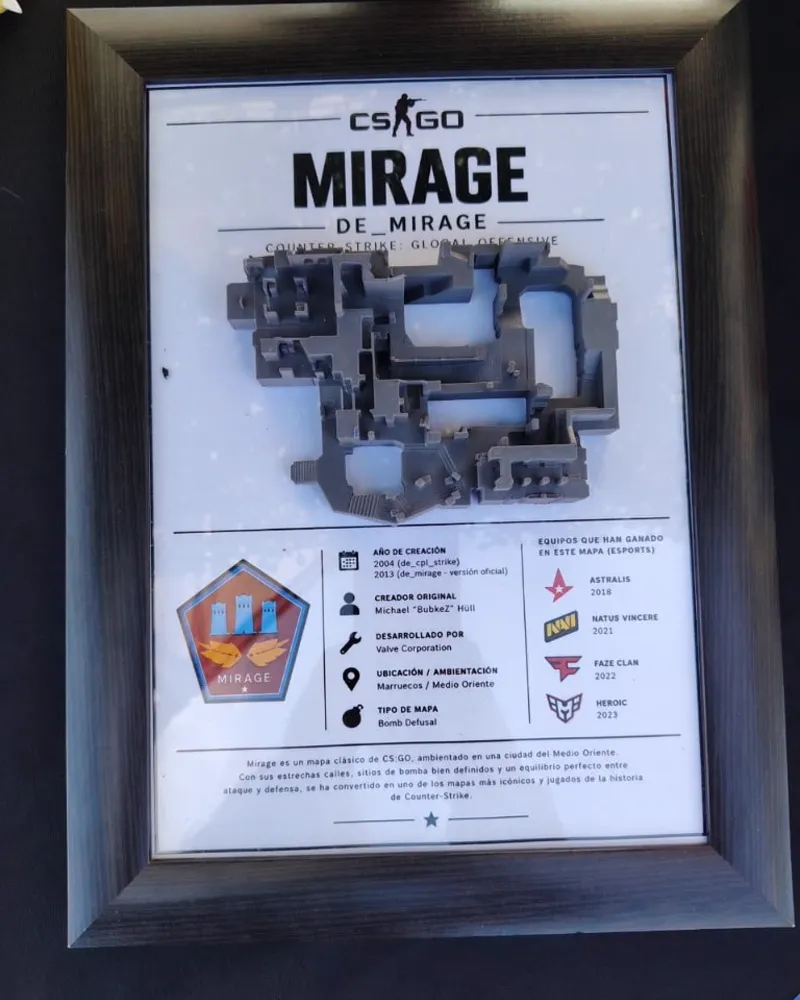 CS GO
MIRAGE
DE_MIRAGE
COUNTER-STRIKE: GLOBAL OFFENSIVE
MIRAGE
AÑO DE CREACIÓN
2004 (de_cpl_strike)
2013 (de_mirage - versión oficial)
CREADOR ORIGINAL
Michael "BubkeZ" Hüll
DESARROLLADO POR
Valve Corporation
UBICACIÓN / AMBIENTACIÓN
Marruecos / Medio Oriente
TIPO DE MAPA
Bomb Defusal
EQUIPOS QUE HAN GANADO
EN ESTE MAPA (ESPORTS)
ASTRALIS
2018
NAVI
NATUS VINCERE
2021
FAZE CLAN
2022
HEROIC
2023
Mirage es un mapa clásico de CS:GO, ambientado en una ciudad del Medio Oriente.
Con sus estrechas calles, sitios de bomba bien definidos y un equilibrio perfecto entre
ataque y defensa, se ha convertido en uno de los mapas más icónicos y jugados de la historia
de Counter-Strike.